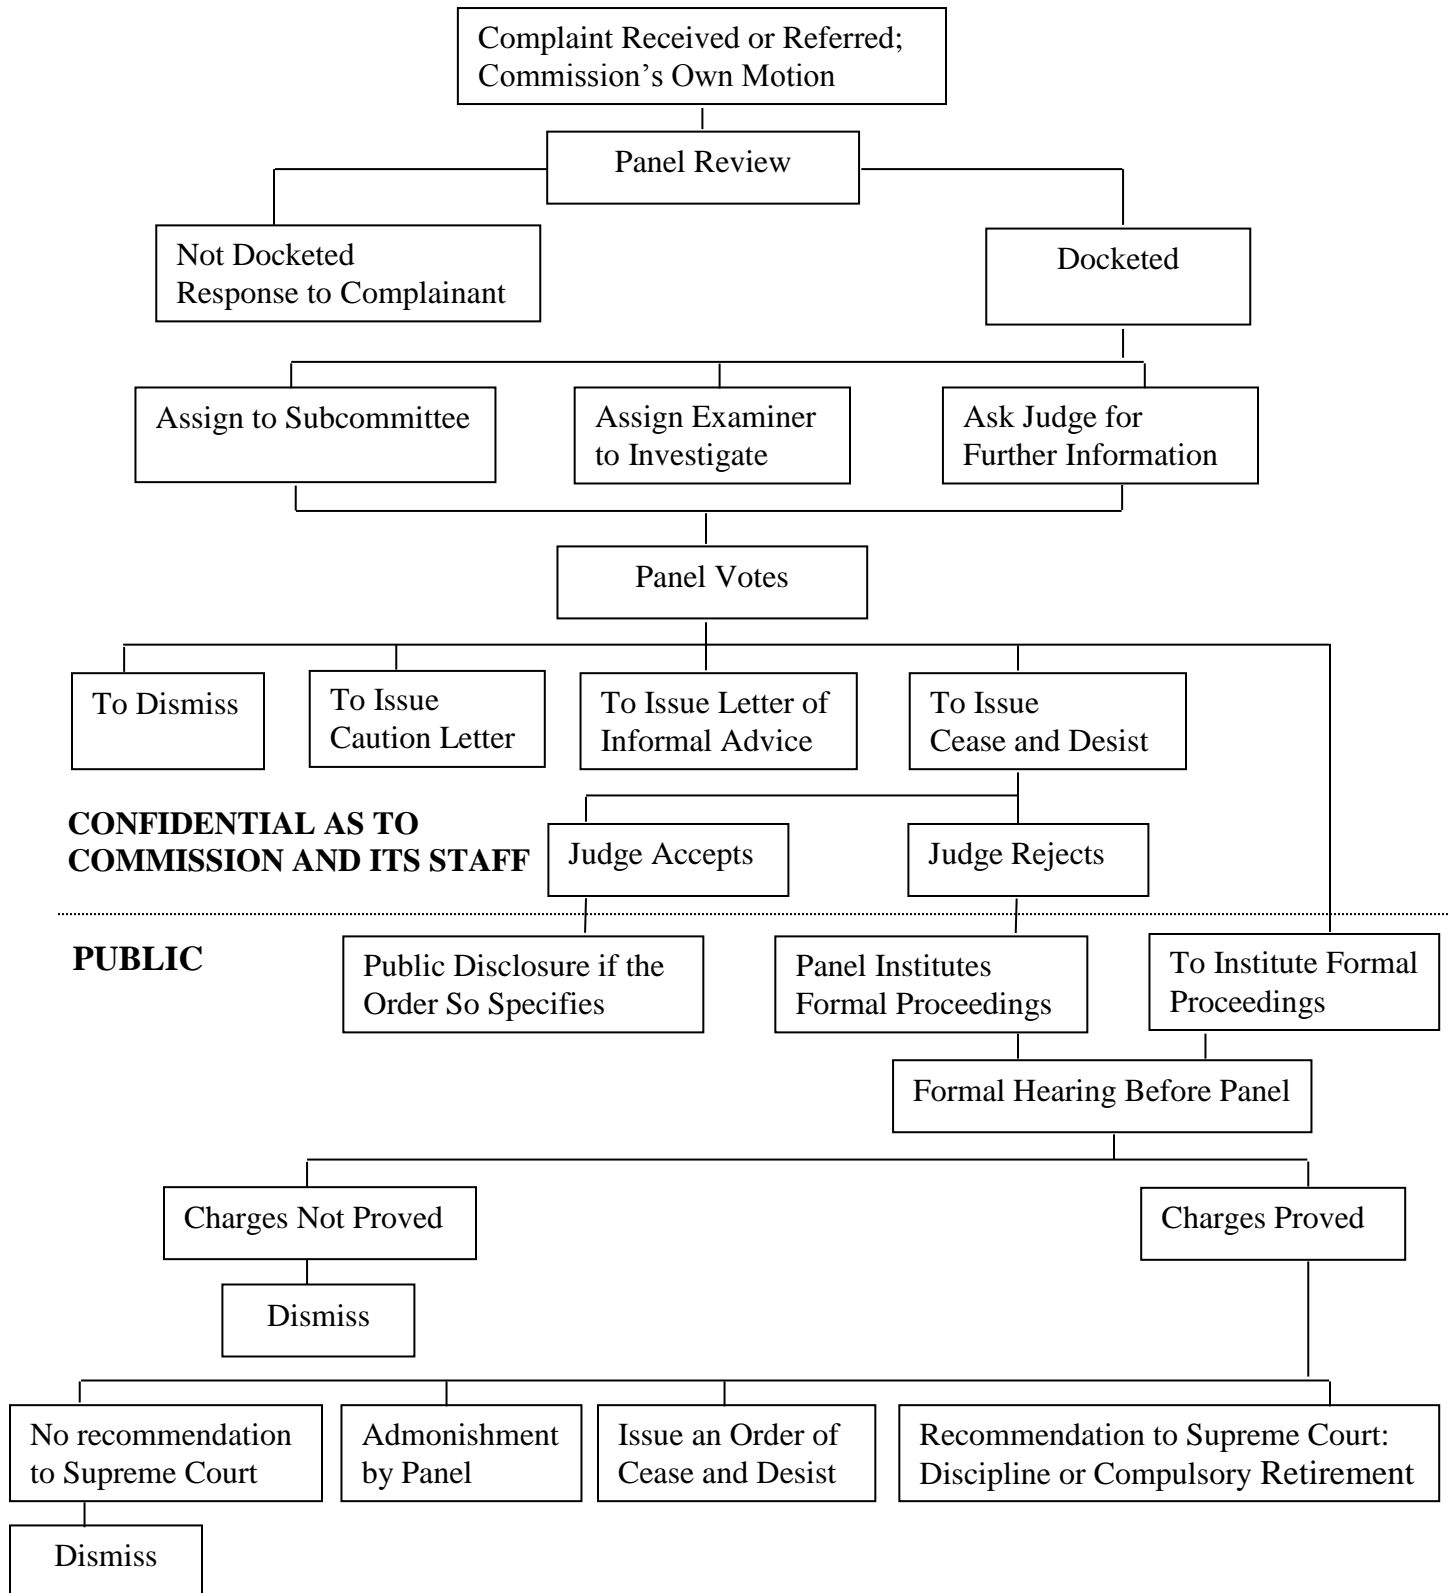 Complaint Received or Referred;
Commission’s Own Motion
Panel Review
Not Docketed
Response to Complainant
Docketed
Assign to Subcommittee
Assign Examiner
to Investigate
Ask Judge for
Further Information
Panel Votes
To Dismiss
To Issue
Caution Letter
To Issue Letter of
Informal Advice
To Issue
Cease and Desist
CONFIDENTIAL AS TO
COMMISSION AND ITS STAFF
Judge Accepts
Judge Rejects
PUBLIC
Public Disclosure if the
Order So Specifies
Panel Institutes
Formal Proceedings
To Institute Formal
Proceedings
Formal Hearing Before Panel
Charges Not Proved
Charges Proved
Dismiss
No recommendation
to Supreme Court
Admonishment
by Panel
Issue an Order of
Cease and Desist
Recommendation to Supreme Court:
Discipline or Compulsory Retirement
Dismiss